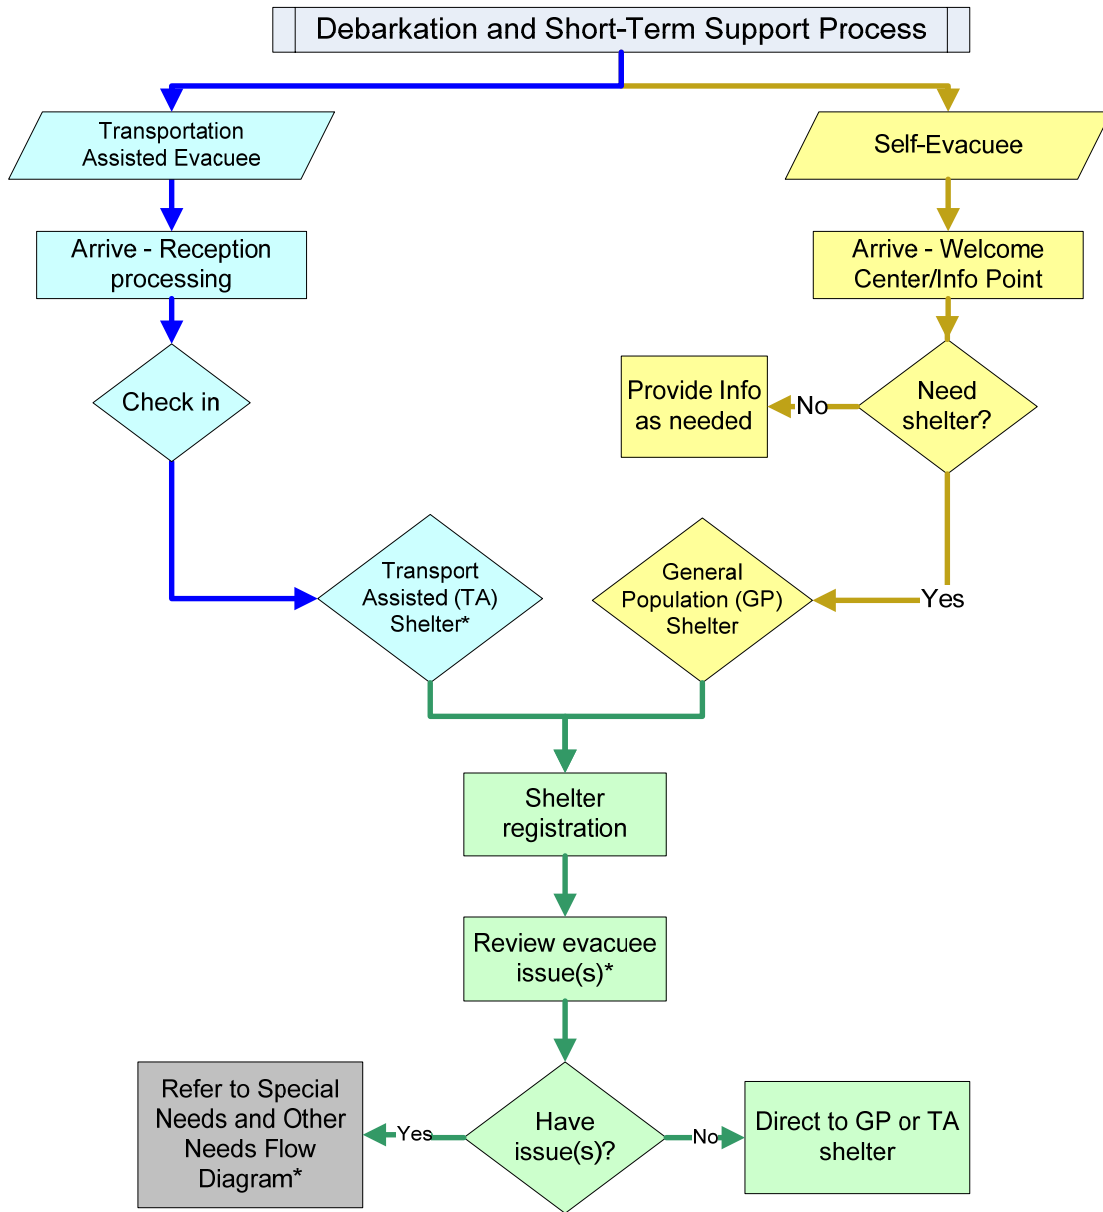 Debarkation and Short-Term Support Process
Transportation
Assisted Evacuee
Self-Evacuee
Arrive - Reception
processing
Arrive - Welcome
Center/Info Point
Check in
Provide Info
as needed
No
Need
shelter?
Transport
Assisted (TA)
Shelter*
General
Population (GP)
Shelter
Yes
Shelter
registration
Review evacuee
issue(s)*
Refer to Special
Needs and Other
Needs Flow
Diagram*
Yes
Have
issue(s)?
No
Direct to GP or TA
shelter